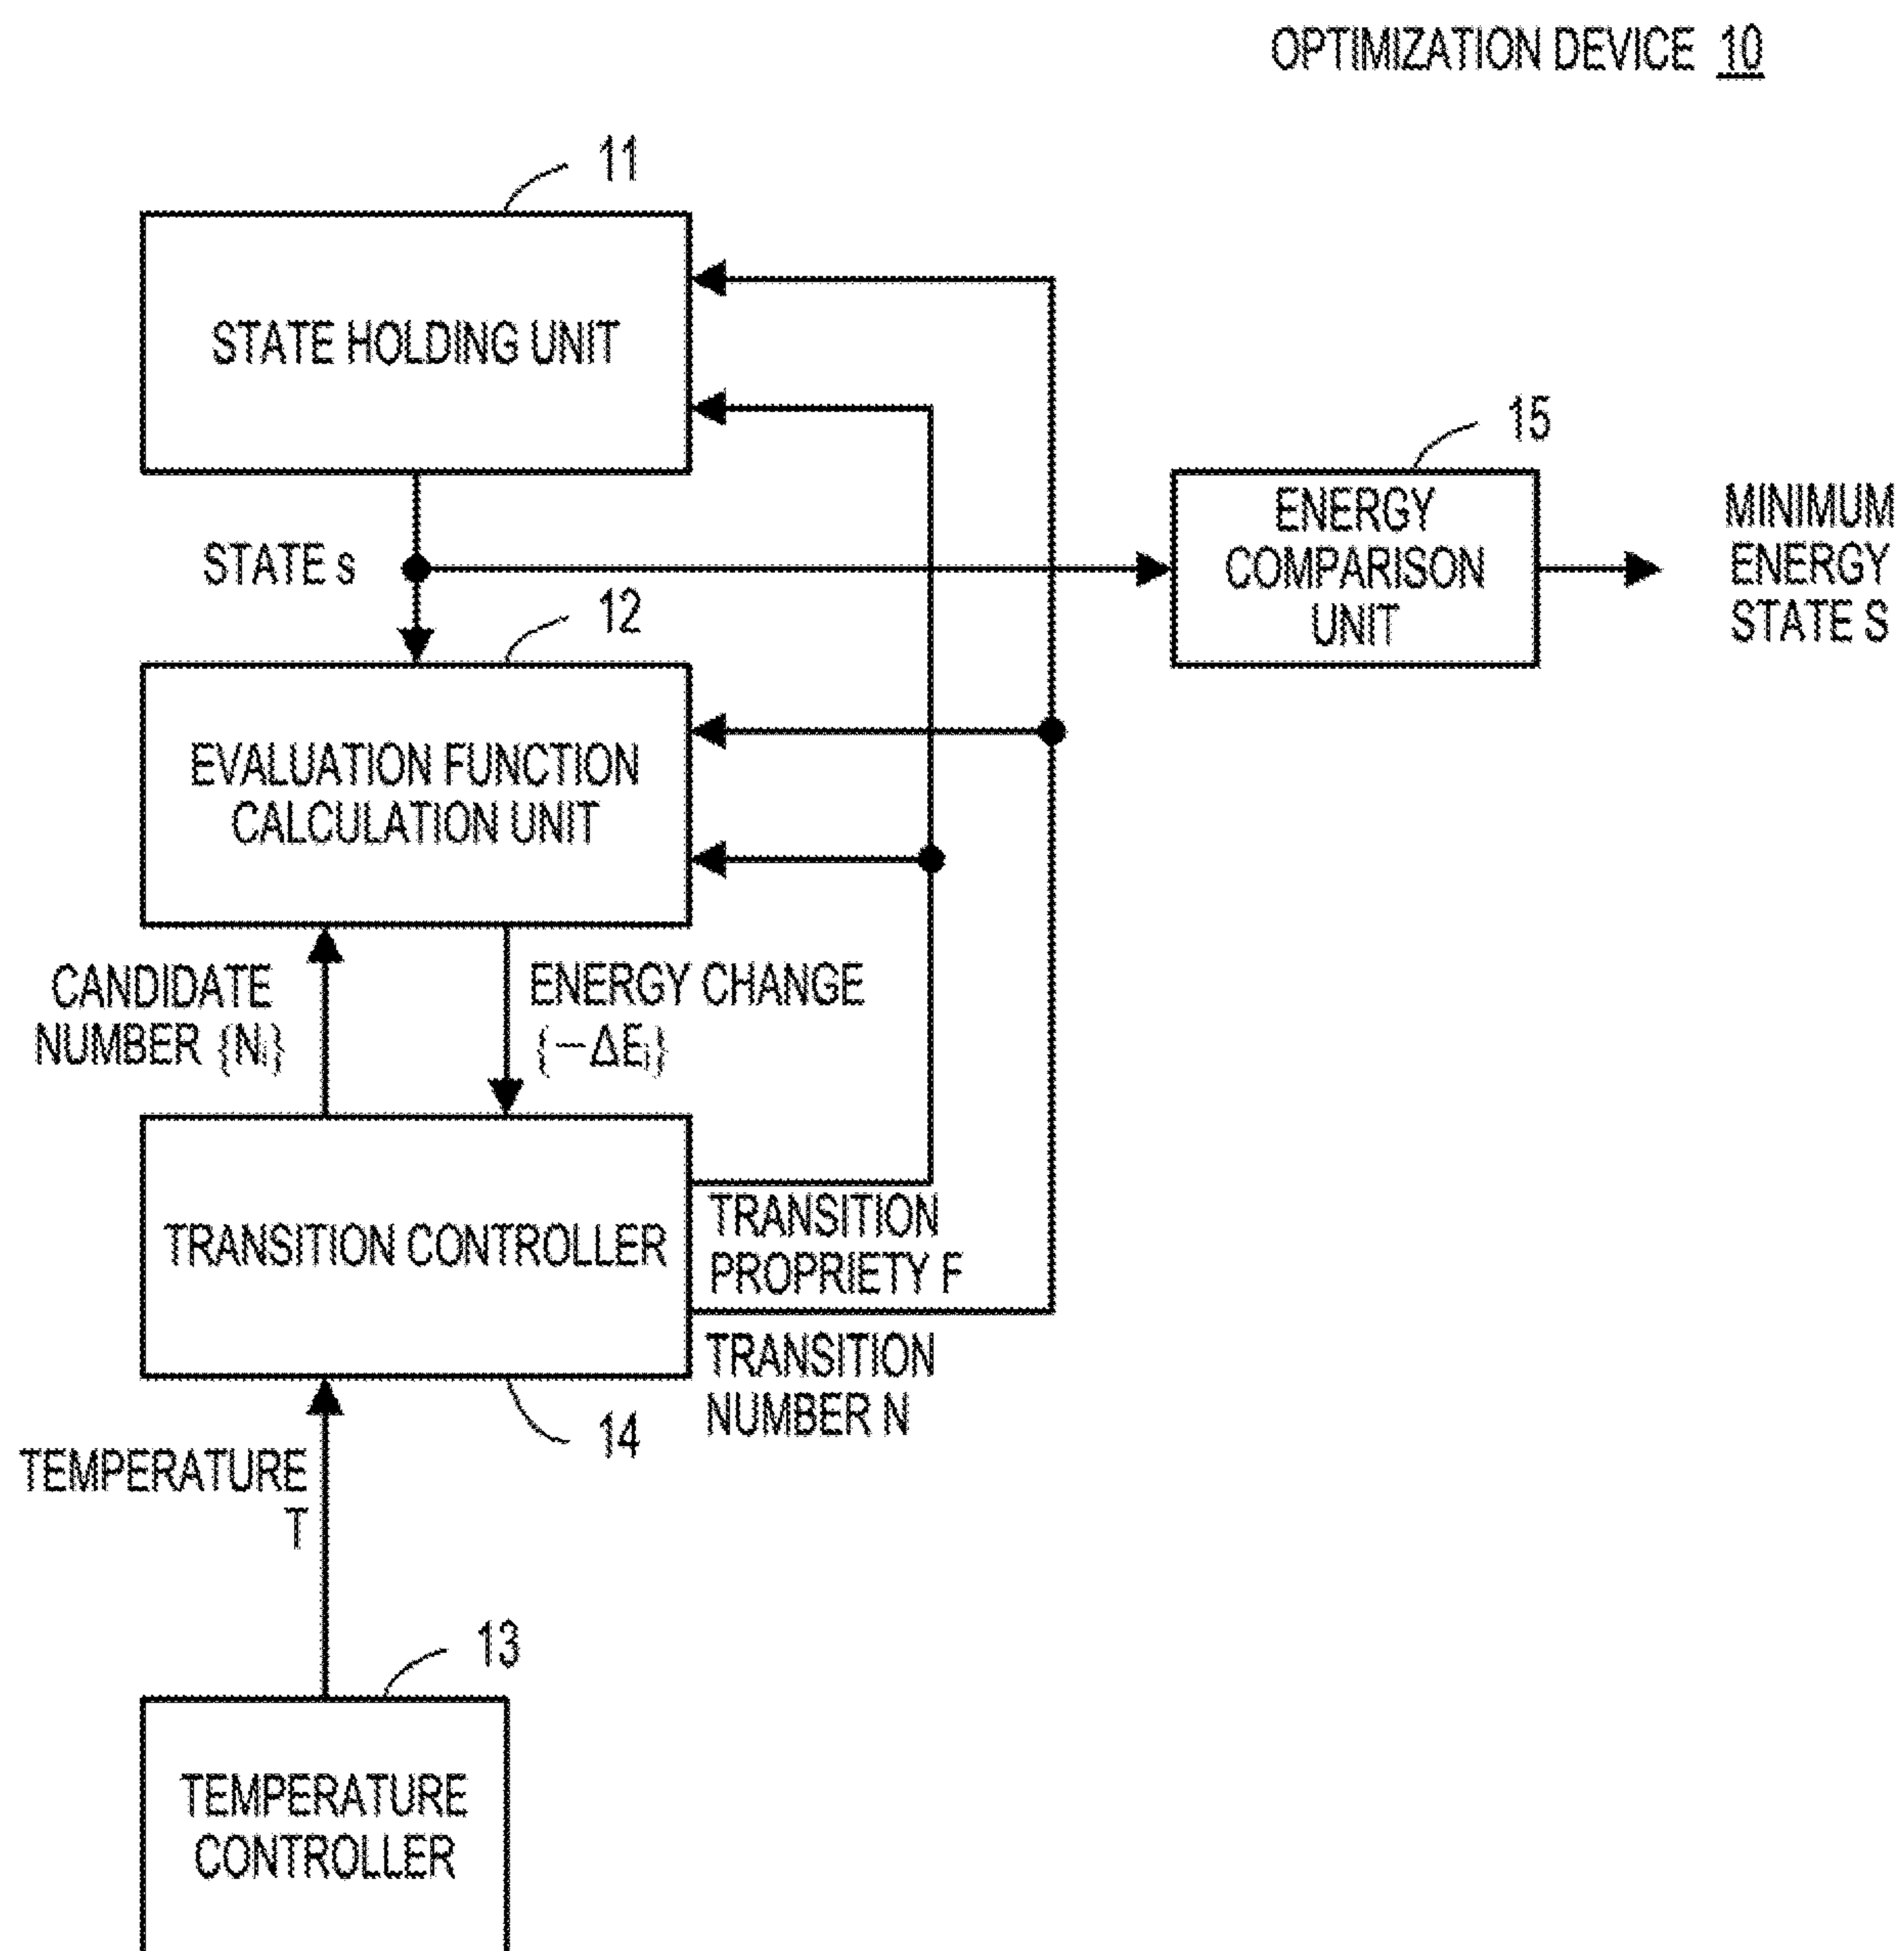 OPTIMIZATION DEVICE 10
11
STATE HOLDING UNIT
15
ENERGY
COMPARISON
UNIT
MINIMUM
ENERGY
STATE S
STATE s
12
EVALUATION FUNCTION
CALCULATION UNIT
CANDIDATE
NUMBER {Ni}
ENERGY CHANGE
{-ΔEi}
TRANSITION CONTROLLER
TRANSITION
PROPRIETY F
TRANSITION
NUMBER N
14
TEMPERATURE
T
13
TEMPERATURE
CONTROLLER